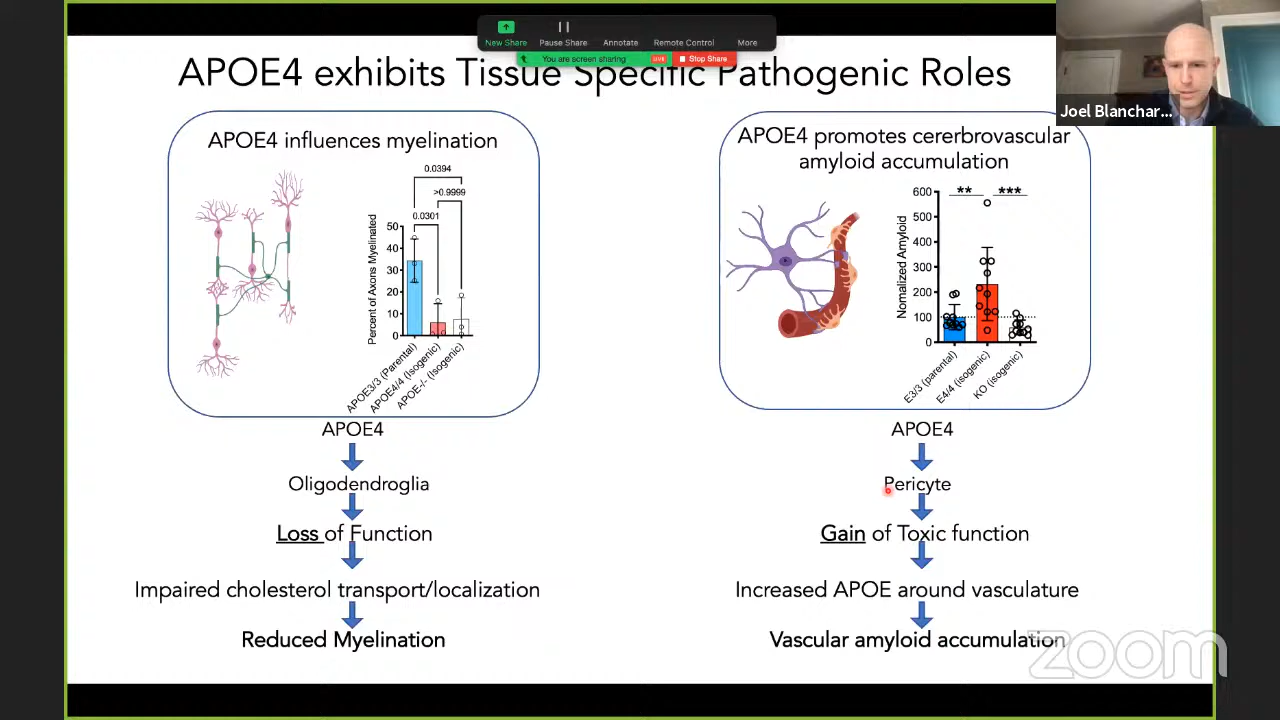 New Share
Pause Share
Annotate
Remote Control
More
You are screen sharing
LIVE
Stop Share
Joel Blanchar...
APOE4 exhibits Tissue Specific Pathogenic Roles
APOE4 influences myelination
0.0394
>0.9999
0.0301
Percent of Axons Myelinated
50
40
30
20
10
0
APOE3/3 (Parental)
APOE4/4 (Isogenic)
APOE-/- (Isogenic)
APOE4
Oligodendroglia
Loss of Function
Impaired cholesterol transport/localization
Reduced Myelination
APOE4 promotes cererbrovascular
amyloid accumulation
** ***
Nomalized Amyloid
600
500
400
300
200
100
0
E3/3 (parental)
E4/4 (isogenic)
KO (isogenic)
APOE4
Pericyte
Gain of Toxic function
Increased APOE around vasculature
Vascular amyloid accumulation
zoom